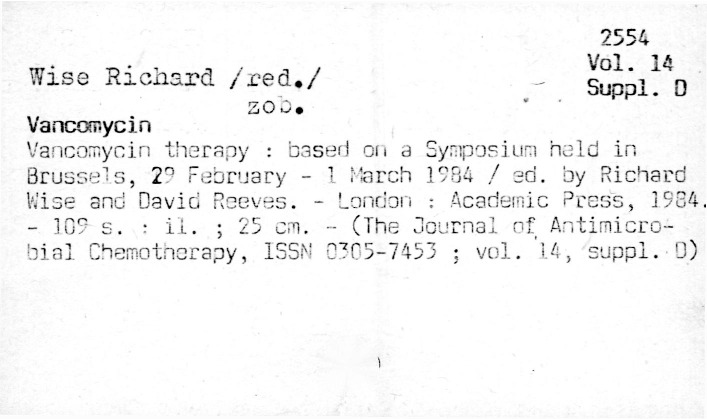 2554
Vol. 14
Suppl. D
Wise Richard /red./
zob.
Vancomycin
Vancomycin therapy : based on a Symposium held in
Brussels, 29 February - 1 March 1984 / ed. by Richard
Wise and David Reeves. - London : Academic Press, 1984.
- 109 s. : il. ; 25 cm. - (The Journal of Antimicro-
bial Chemotherapy, ISSN 0305-7453 ; vol. 14, suppl. D)